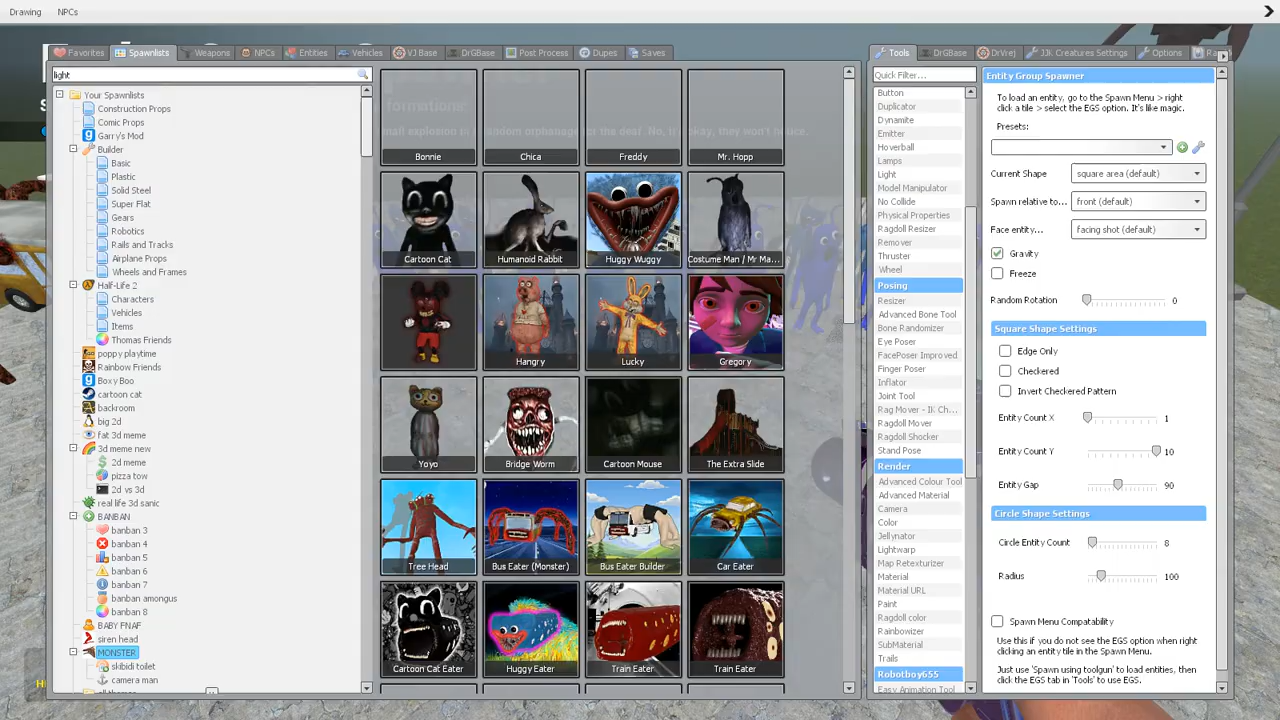 Drawing NPCs
Favorites Spawnlists Weapons NPCs Entities Vehicles VJ Base DrGBase Post Process Dupes Saves
Tools DrGBase DrVrej JJK Creatures Settings Options
light
Your Spawnlists
Construction Props
Comic Props
Garry's Mod
Builder
Basic
Plastic
Solid Steel
Super Flat
Gears
Robotics
Rails and Tracks
Airplane Props
Wheels and Frames
Half-Life 2
Characters
Vehicles
Items
Thomas Friends
poppy playtime
Rainbow Friends
Boxy Boo
cartoon cat
backroom
big 2d
fat 3d meme
3d meme new
2d meme
pizza tow
2d vs 3d
real life 3d sanic
BANBAN
banban 3
banban 4
banban 5
banban 6
banban 7
banban amongus
banban 8
BABY FNAF
siren head
MONSTER
skibidi toilet
camera man
formations!
Bonnie Chica Freddy Mr. Hopp
Cartoon Cat Humanoid Rabbit Huggy Wuggy Costume Man / Mr Ma...
Hangry Lucky Gregory
Yoyo Bridge Worm Cartoon Mouse The Extra Slide
Tree Head Bus Eater (Monster) Bus Eater Builder Car Eater
Cartoon Cat Eater Huggy Eater Train Eater Train Eater
Quick Filter...
Button
Duplicator
Dynamite
Emitter
Hoverball
Lamps
Light
Model Manipulator
No Collide
Physical Properties
Ragdoll Resizer
Remover
Thruster
Wheel
Posing
Resizer
Advanced Bone Tool
Bone Randomizer
Eye Poser
FacePoser Improved
Finger Poser
Inflator
Joint Tool
Rag Mover - IK Ch...
Ragdoll Mover
Ragdoll Shocker
Stand Pose
Render
Advanced Colour Tool
Advanced Material
Camera
Color
Jellynator
Lightwarp
Map Retexturizer
Material
Material URL
Paint
Ragdoll color
Rainbowizer
SubMaterial
Trails
Robotboy655
Easy Animation Tool
Entity Group Spawner
To load an entity, go to the Spawn Menu > right
click a tile > select the EGS option. It's like magic.
Presets:
Current Shape square area (default)
Spawn relative to... front (default)
Face entity... facing shot (default)
Gravity
Freeze
Random Rotation 0
Square Shape Settings
Edge Only
Checkered
Invert Checkered Pattern
Entity Count X 1
Entity Count Y 10
Entity Gap 90
Circle Shape Settings
Circle Entity Count 8
Radius 100
Spawn Menu Compatibility
Use this if you do not see the EGS option when right
clicking an entity tile in the Spawn Menu.
Just use 'Spawn using toolgun' to load entities, then
click the EGS tab in 'Tools' to use EGS.